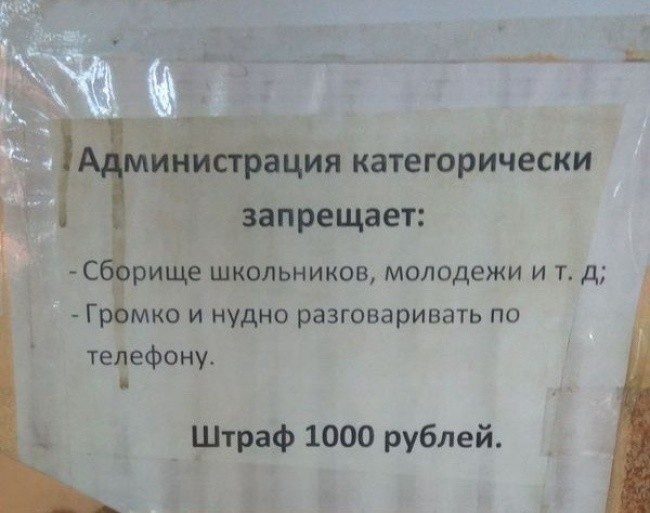 Администрация категорически
запрещает:
- Сборище школьников, молодежи и т. д;
- Громко и нудно разговаривать по
телефону.
Штраф 1000 рублей.